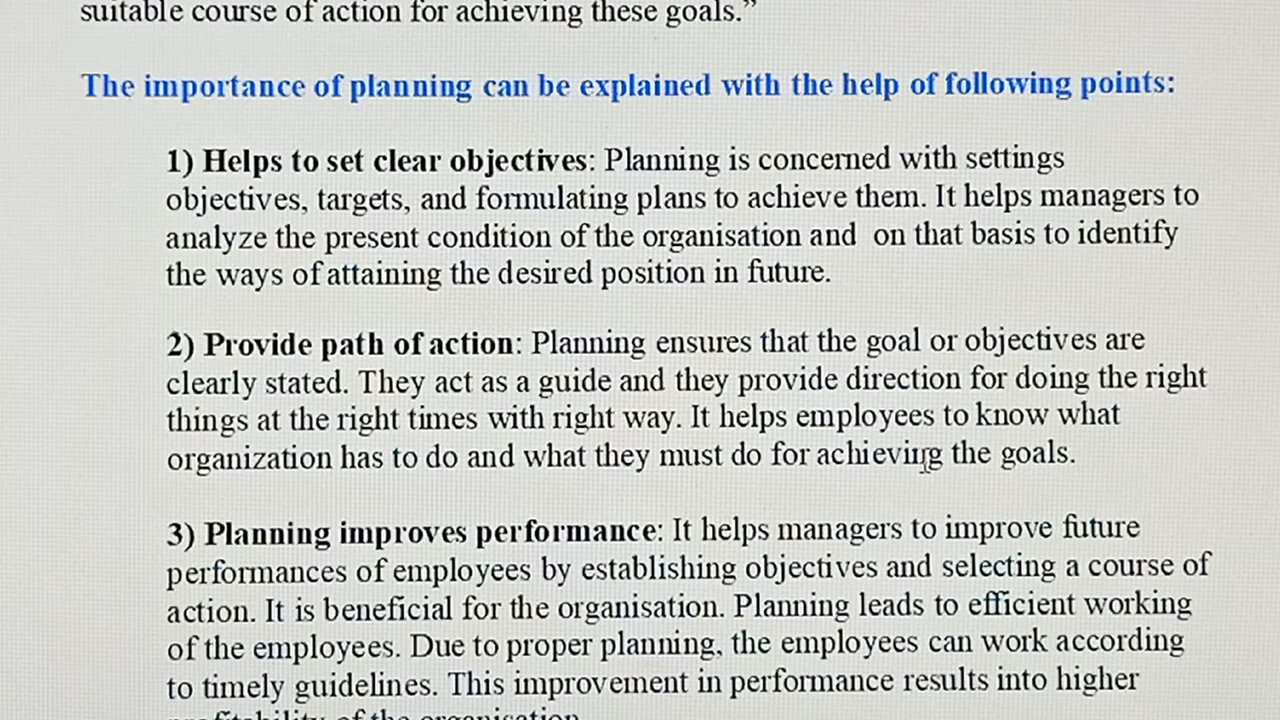 suitable course of action for achieving these goals.”
The importance of planning can be explained with the help of following points:
1) Helps to set clear objectives: Planning is concerned with settings
objectives, targets, and formulating plans to achieve them. It helps managers to
analyze the present condition of the organisation and  on that basis to identify
the ways of attaining the desired position in future.
2) Provide path of action: Planning ensures that the goal or objectives are
clearly stated. They act as a guide and they provide direction for doing the right
things at the right times with right way. It helps employees to know what
organization has to do and what they must do for achieving the goals.
3) Planning improves performance: It helps managers to improve future
performances of employees by establishing objectives and selecting a course of
action. It is beneficial for the organisation. Planning leads to efficient working
of the employees. Due to proper planning, the employees can work according
to timely guidelines. This improvement in performance results into higher
profitability of the organisation